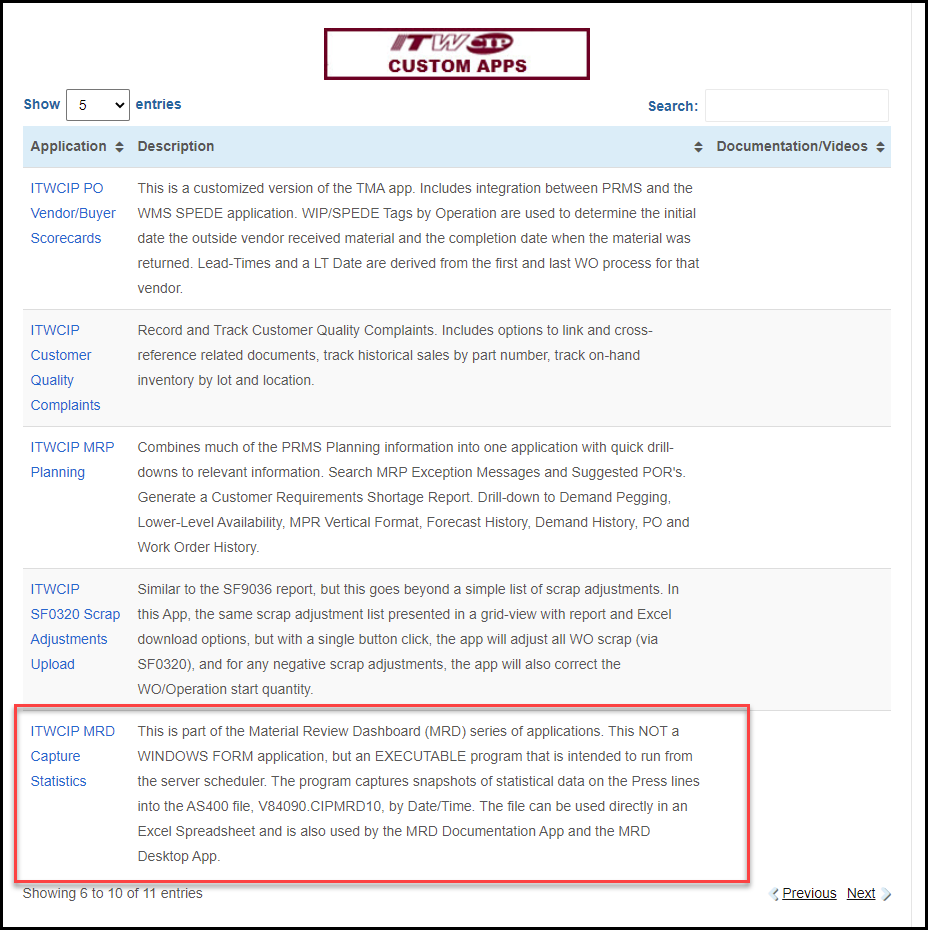 ITW CIP
CUSTOM APPS
Show 5 entries
Search:
Application Description Documentation/Videos
ITWCIP PO
Vendor/Buyer
Scorecards
This is a customized version of the TMA app. Includes integration between PRMS and the
WMS SPEDE application. WIP/SPEDE Tags by Operation are used to determine the initial
date the outside vendor received material and the completion date when the material was
returned. Lead-Times and a LT Date are derived from the first and last WO process for that
vendor.
ITWCIP
Customer
Quality
Complaints
Record and Track Customer Quality Complaints. Includes options to link and cross-
reference related documents, track historical sales by part number, track on-hand
inventory by lot and location.
ITWCIP MRP
Planning
Combines much of the PRMS Planning information into one application with quick drill-
downs to relevant information. Search MRP Exception Messages and Suggested POR's.
Generate a Customer Requirements Shortage Report. Drill-down to Demand Pegging,
Lower-Level Availability, MPR Vertical Format, Forecast History, Demand History, PO and
Work Order History.
ITWCIP
SF0320 Scrap
Adjustments
Upload
Similar to the SF9036 report, but this goes beyond a simple list of scrap adjustments. In
this App, the same scrap adjustment list presented in a grid-view with report and Excel
download options, but with a single button click, the app will adjust all WO scrap (via
SF0320), and for any negative scrap adjustments, the app will also correct the
WO/Operation start quantity.
ITWCIP MRD
Capture
Statistics
This is part of the Material Review Dashboard (MRD) series of applications. This NOT a
WINDOWS FORM application, but an EXECUTABLE program that is intended to run from
the server scheduler. The program captures snapshots of statistical data on the Press lines
into the AS400 file, V84090.CIPMRD10, by Date/Time. The file can be used directly in an
Excel Spreadsheet and is also used by the MRD Documentation App and the MRD
Desktop App.
Showing 6 to 10 of 11 entries
Previous Next